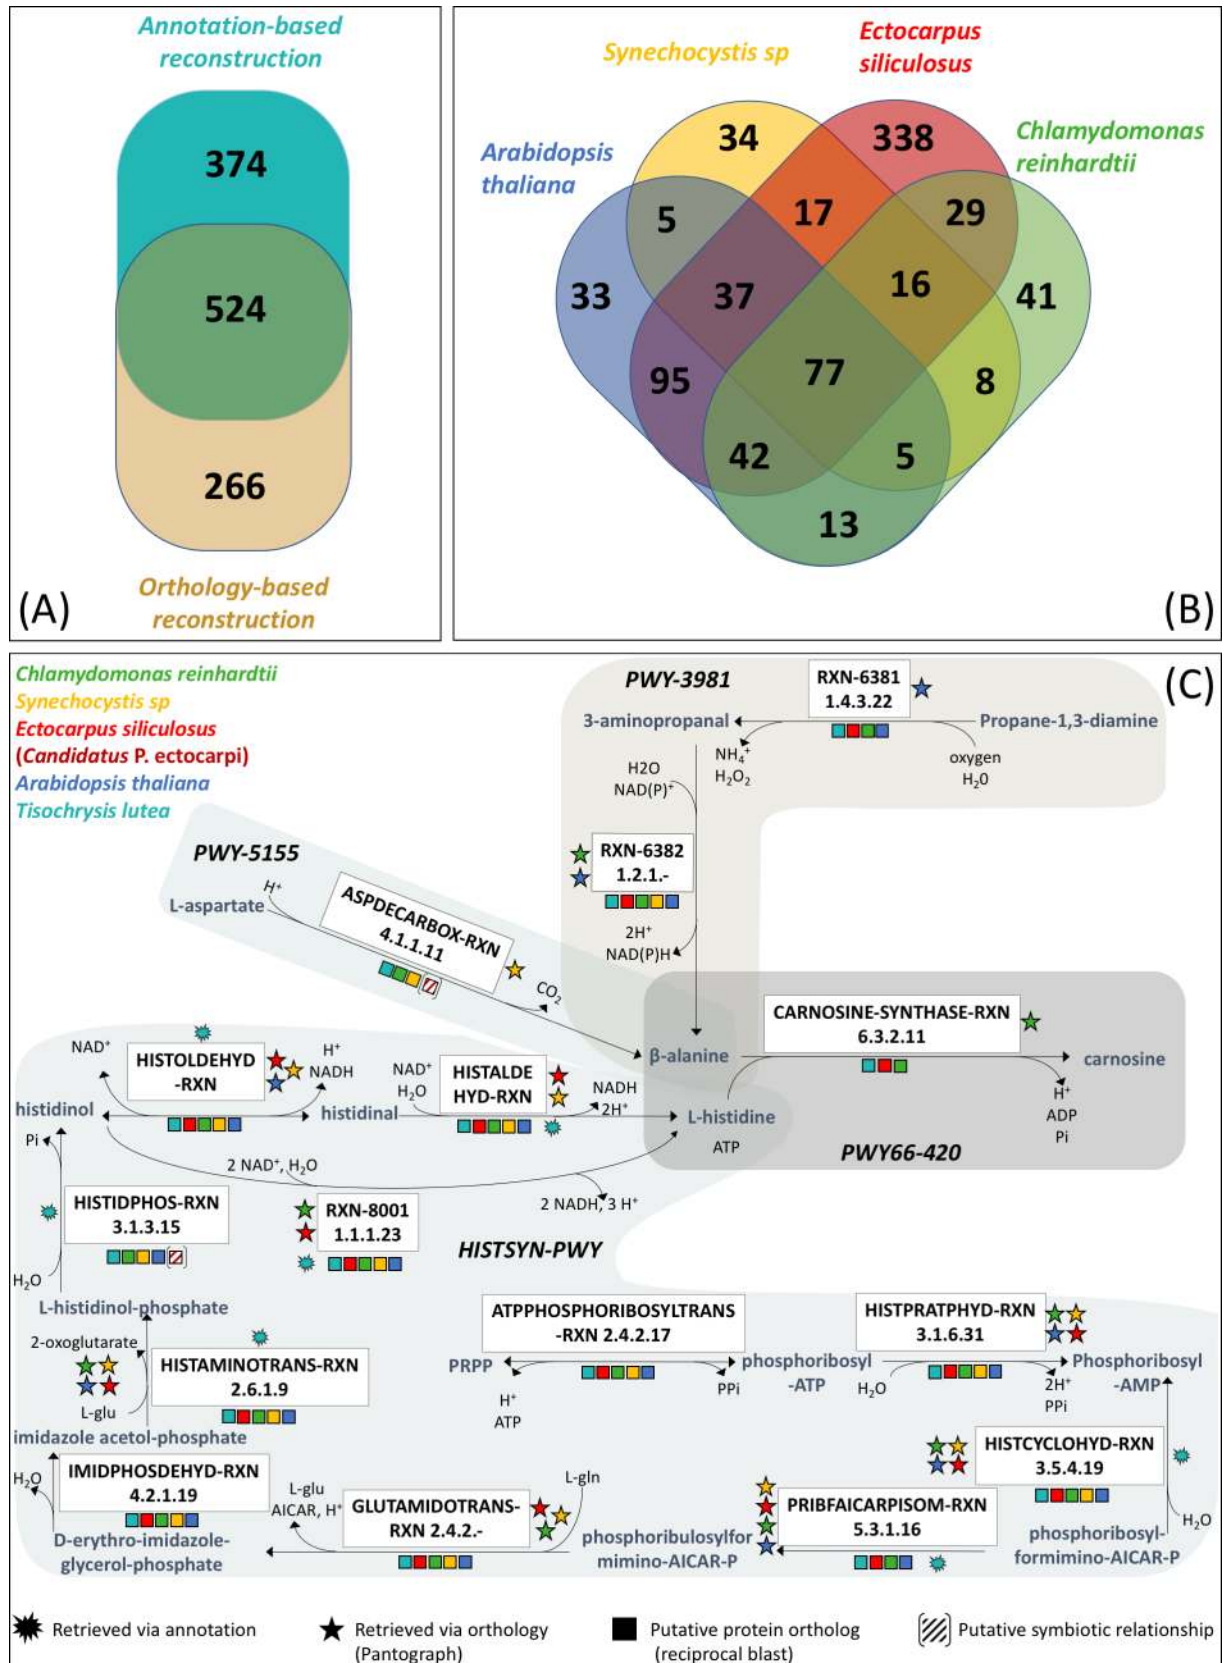 Annotation-based
reconstruction
374
524
266
Orthology-based
reconstruction
(A)
Synechocystis sp
Ectocarpus
siliculosus
Arabidopsis
thaliana
Chlamydomonas
reinhardtii
34
338
5
17
29
33
37
16
41
95
77
8
42
5
13
(B)
(C)
Chlamydomonas reinhardtii
Synechocystis sp
Ectocarpus siliculosus
(Candidatus P. ectocarpi)
Arabidopsis thaliana
Tisochrysis lutea
PWY-3981
RXN-6381
1.4.3.22
3-aminopropanal
Propane-1,3-diamine
NH₄⁺
H₂O₂
oxygen
H₂0
H2O
NAD(P)⁺
RXN-6382
1.2.1.-
2H⁺
NAD(P)H
PWY-5155
H⁺
L-aspartate
ASPDECARBOX-RXN
4.1.1.11
CO₂
β-alanine
CARNOSINE-SYNTHASE-RXN
6.3.2.11
carnosine
H⁺
ADP
Pi
L-histidine
ATP
PWY66-420
NAD⁺
HISTOLDEHYD
-RXN
H⁺
NADH
histidinol
histidinal
NAD⁺
H₂O
HISTALDE
HYD-RXN
NADH
2H⁺
Pi
2 NAD⁺, H₂O
2 NADH, 3 H⁺
HISTIDPHOS-RXN
3.1.3.15
RXN-8001
1.1.1.23
HISTSYN-PWY
H₂O
L-histidinol-phosphate
2-oxoglutarate
HISTAMINOTRANS-RXN
2.6.1.9
L-glu
imidazole acetol-phosphate
ATPPHOSPHORIBOSYLTRANS
-RXN 2.4.2.17
PRPP
H⁺
ATP
PPi
phosphoribosyl
-ATP
HISTPRATPHYD-RXN
3.1.6.31
H₂O
2H⁺
PPi
Phosphoribosyl
-AMP
H₂O
IMIDPHOSDEHYD-RXN
4.2.1.19
D-erythro-imidazole-
glycerol-phosphate
L-glu
AICAR, H⁺
GLUTAMIDOTRANS-
RXN 2.4.2.-
L-gln
phosphoribulosylfor
mimino-AICAR-P
PRIBFAICARPISOM-RXN
5.3.1.16
HISTCYCLOHYD-RXN
3.5.4.19
H₂O
phosphoribosyl-
formimino-AICAR-P
Retrieved via annotation
Retrieved via orthology
(Pantograph)
Putative protein ortholog
(reciprocal blast)
Putative symbiotic relationship